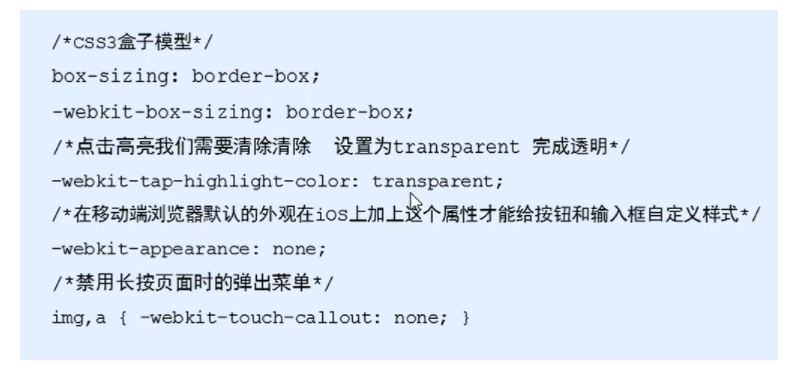 /*CSS3盒子模型*/
box-sizing: border-box;
-webkit-box-sizing: border-box;
/*点击高亮我们需要清除清除  设置为transparent 完成透明*/
-webkit-tap-highlight-color: transparent;
/*在移动端浏览器默认的外观在ios上加上这个属性才能给按钮和输入框自定义样式*/
-webkit-appearance: none;
/*禁用长按页面时的弹出菜单*/
img,a { -webkit-touch-callout: none; }